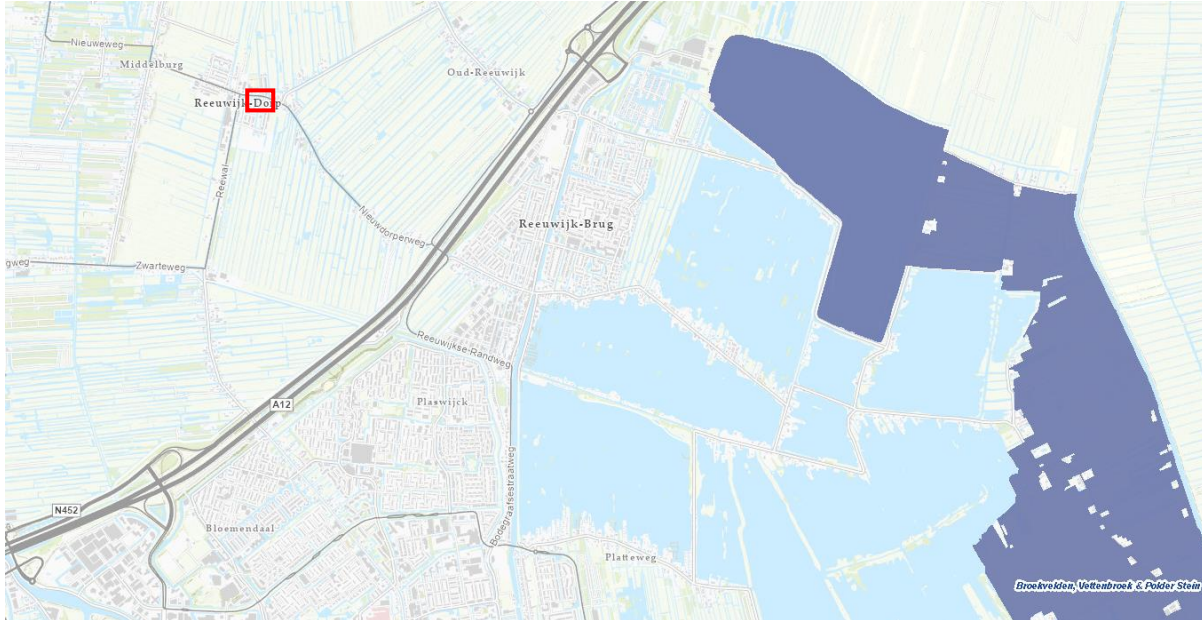 Nieuweweg
Middelburg
Oud-Reeuwijk
Reeuwijk-Dorp
Reewal
Nieuwdorperweg
Reeuwijk-Brug
gweg
Zwarteweg
Reeuwijkse-Randweg
A12
Plaswijck
Bodegraafsestraatweg
N452
Bloemendaal
Platteweg
Broekvelden, Vettenbroek & Polder Stein